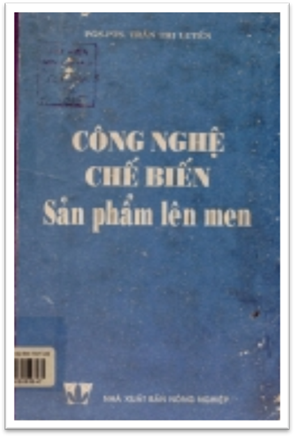 PGS.PTS. TRẦN THỊ LUYẾN
CÔNG NGHỆ
CHẾ BIẾN
Sản phẩm lên men
NHÀ XUẤT BẢN NÔNG NGHIỆP